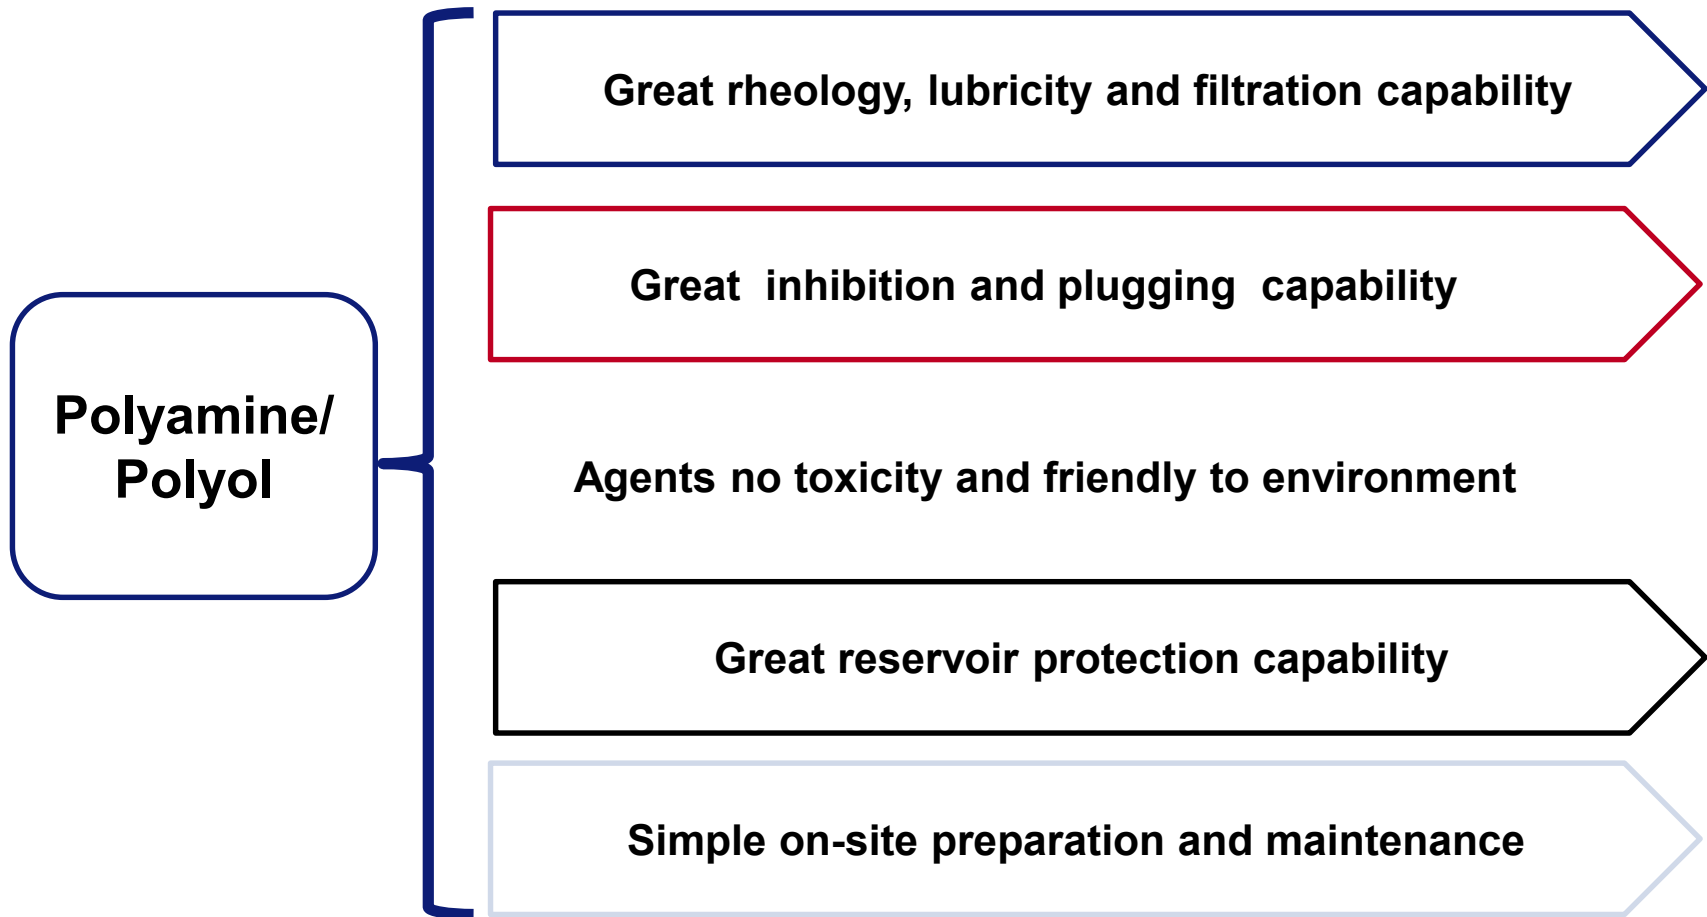 Great rheology, lubricity and filtration capability
Great inhibition and plugging capability
Polyamine/
Polyol
Agents no toxicity and friendly to environment
Great reservoir protection capability
Simple on-site preparation and maintenance